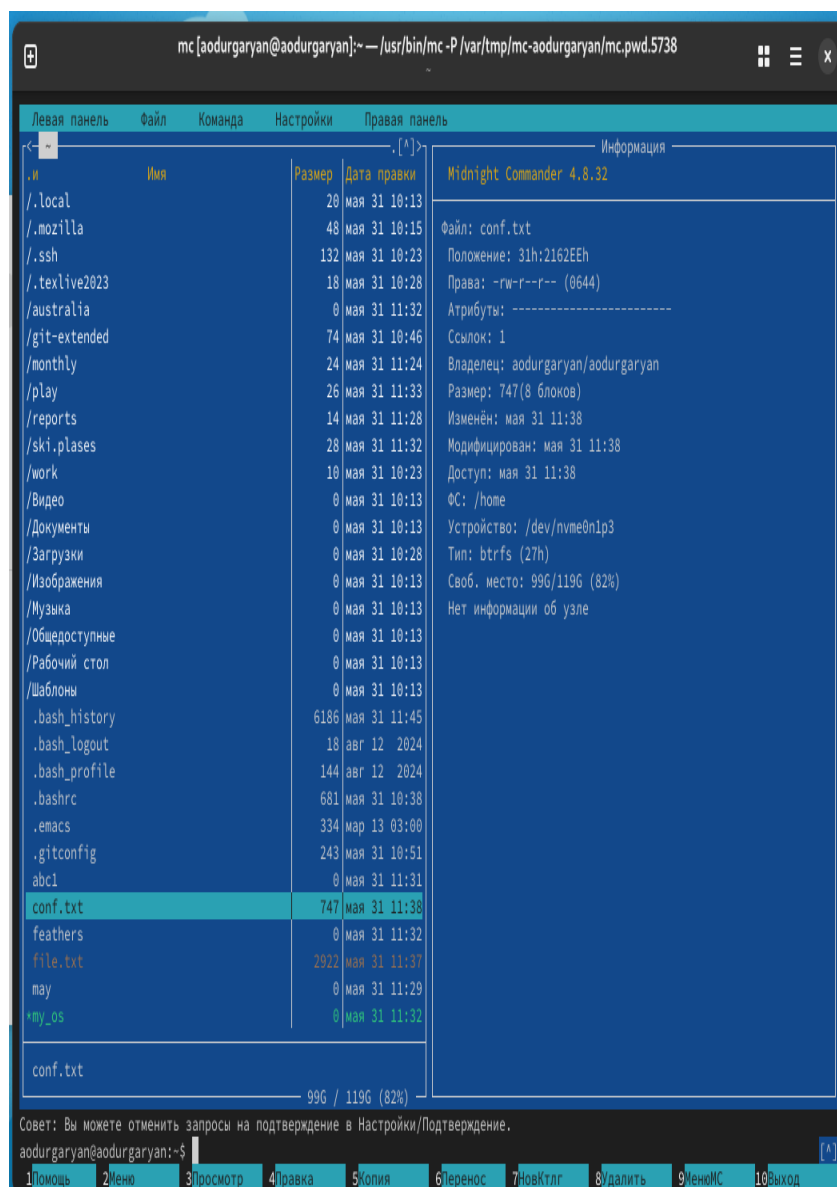 mc [aodurgaryan@aodurgaryan]:~ — /usr/bin/mc -P /var/tmp/mc-aodurgaryan/mc.pwd.5738
~
Левая панель Файл Команда Настройки Правая панель
<- ~ .[^]>
.и Имя Размер Дата правки
/.local 20 мая 31 10:13
/.mozilla 48 мая 31 10:15
/.ssh 132 мая 31 10:23
/.texlive2023 18 мая 31 10:28
/australia 0 мая 31 11:32
/git-extended 74 мая 31 10:46
/monthly 24 мая 31 11:24
/play 26 мая 31 11:33
/reports 14 мая 31 11:28
/ski.plases 28 мая 31 11:32
/work 10 мая 31 10:23
/Видео 0 мая 31 10:13
/Документы 0 мая 31 10:13
/Загрузки 0 мая 31 10:28
/Изображения 0 мая 31 10:13
/Музыка 0 мая 31 10:13
/Общедоступные 0 мая 31 10:13
/Рабочий стол 0 мая 31 10:13
/Шаблоны 0 мая 31 10:13
.bash_history 6186 мая 31 11:45
.bash_logout 18 авг 12 2024
.bash_profile 144 авг 12 2024
.bashrc 681 мая 31 10:38
.emacs 334 мар 13 03:00
.gitconfig 243 мая 31 10:51
abc1 0 мая 31 11:31
conf.txt 747 мая 31 11:38
feathers 0 мая 31 11:32
file.txt 2922 мая 31 11:37
may 0 мая 31 11:29
*my_os 0 мая 31 11:32
conf.txt
99G / 119G (82%)
Информация
Midnight Commander 4.8.32
Файл: conf.txt
Положение: 31h:2162EEh
Права: -rw-r--r-- (0644)
Атрибуты: -------------------------
Ссылок: 1
Владелец: aodurgaryan/aodurgaryan
Размер: 747(8 блоков)
Изменён: мая 31 11:38
Модифицирован: мая 31 11:38
Доступ: мая 31 11:38
ФС: /home
Устройство: /dev/nvme0n1p3
Тип: btrfs (27h)
Своб. место: 99G/119G (82%)
Нет информации об узле
Совет: Вы можете отменить запросы на подтверждение в Настройки/Подтверждение.
aodurgaryan@aodurgaryan:~$ [^]
1Помощь 2Меню 3Просмотр 4Правка 5Копия 6Перенос 7НовКтлг 8Удалить 9МенюMC 10Выход